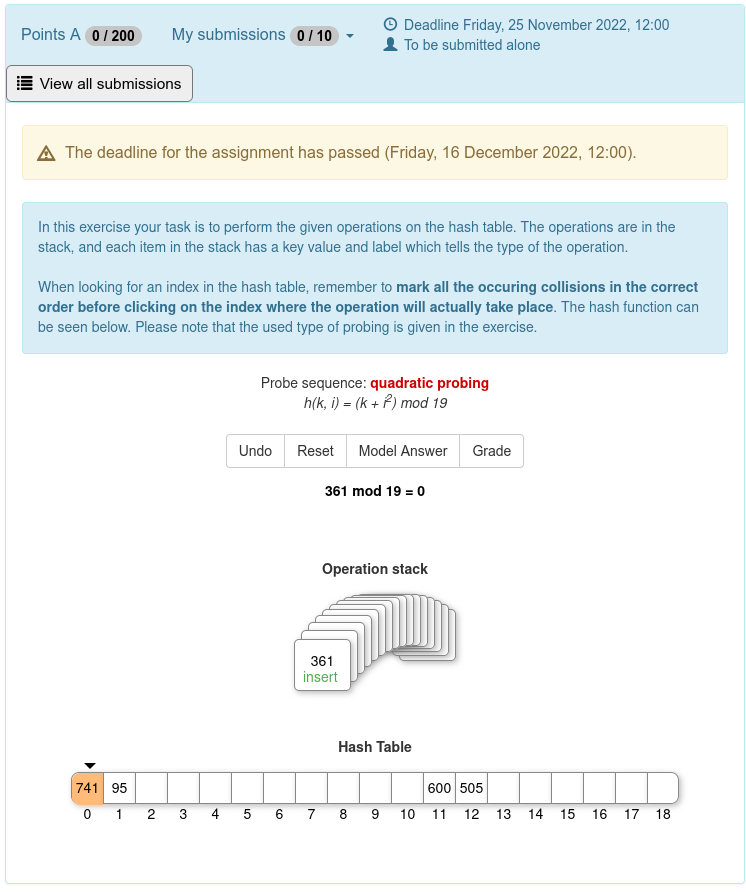 Points A 0 / 200 My submissions 0 / 10 Deadline Friday, 25 November 2022, 12:00
To be submitted alone
View all submissions
The deadline for the assignment has passed (Friday, 16 December 2022, 12:00).
In this exercise your task is to perform the given operations on the hash table. The operations are in the
stack, and each item in the stack has a key value and label which tells the type of the operation.
When looking for an index in the hash table, remember to mark all the occuring collisions in the correct
order before clicking on the index where the operation will actually take place. The hash function can
be seen below. Please note that the used type of probing is given in the exercise.
Probe sequence: quadratic probing
h(k, i) = (k + i²) mod 19
Undo Reset Model Answer Grade
361 mod 19 = 0
Operation stack
361
insert
Hash Table
741 95 600 505
0 1 2 3 4 5 6 7 8 9 10 11 12 13 14 15 16 17 18